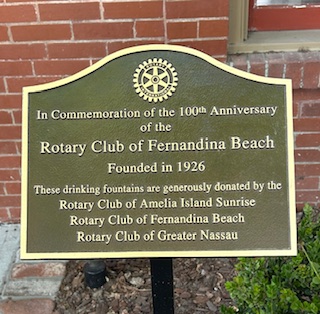 In Commemoration of the 100th Anniversary
of the
Rotary Club of Fernandina Beach
Founded in 1926
These drinking fountains are generously donated by the
Rotary Club of Amelia Island Sunrise
Rotary Club of Fernandina Beach
Rotary Club of Greater Nassau